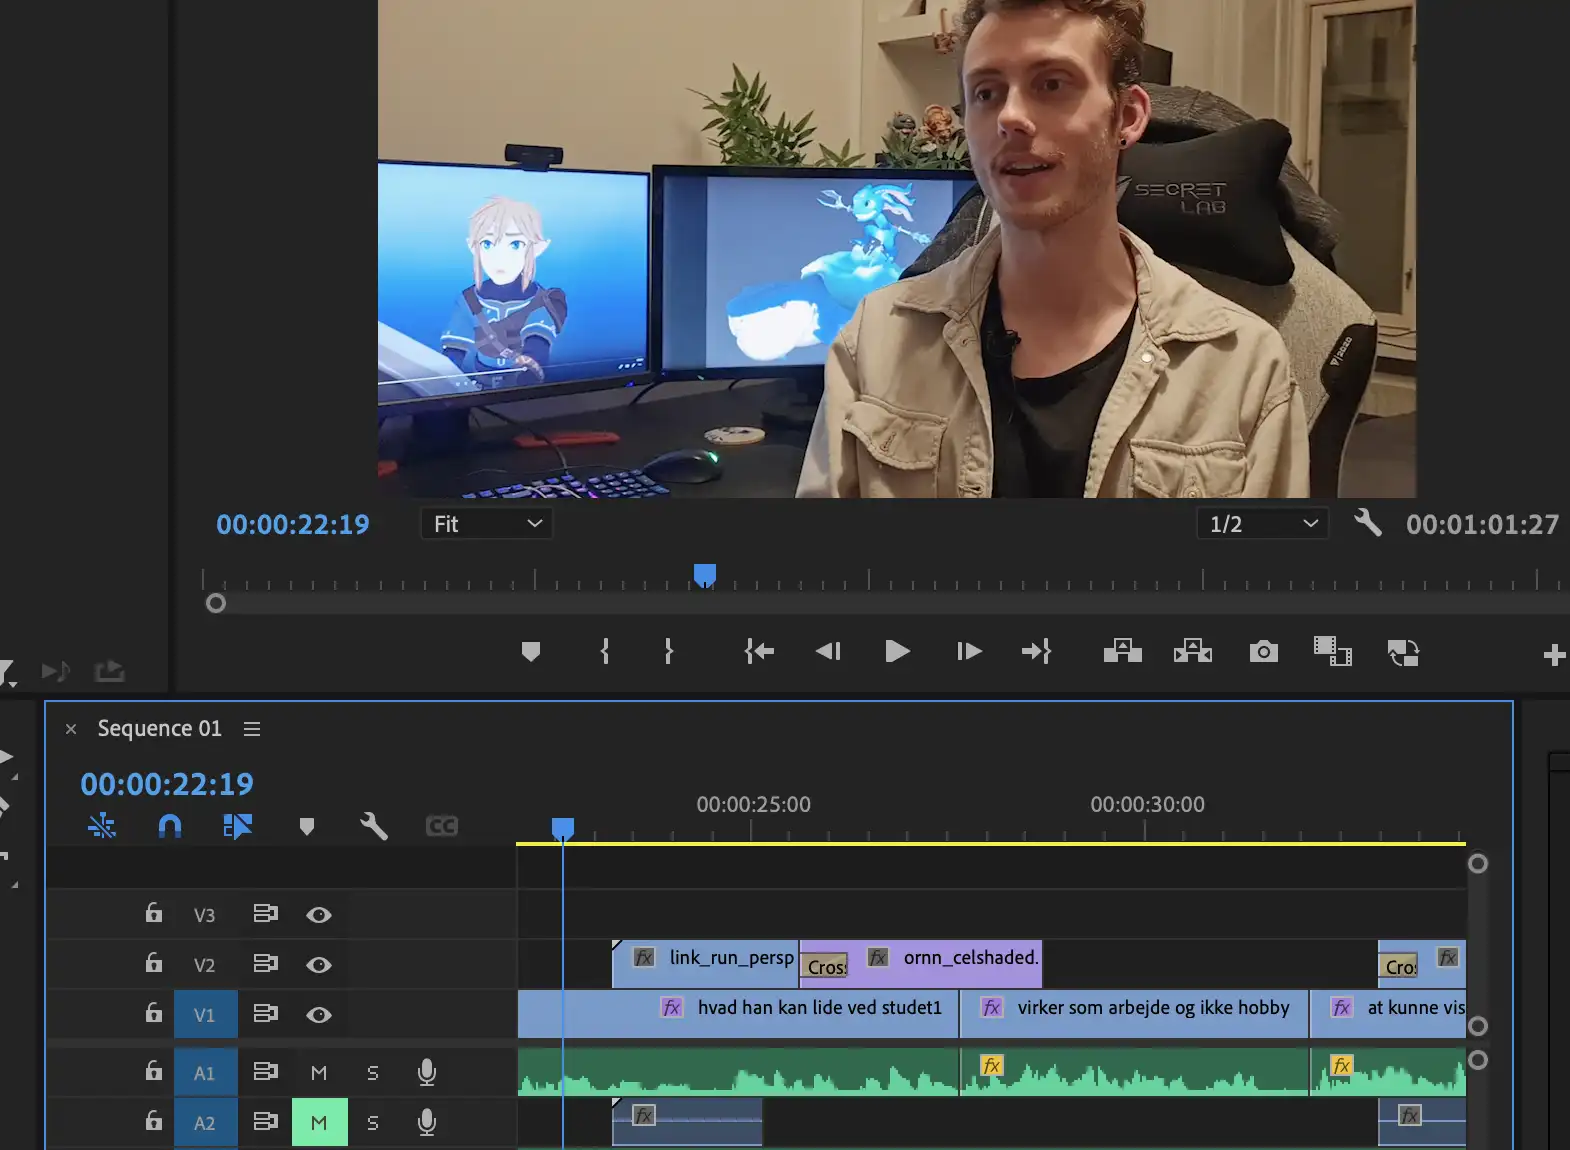 SECRET
LAB
2020
00:00:22:19
Fit
1/2
00:01:01:27
Sequence 01
00:00:22:19
00:00:25:00
00:00:30:00
V3
V2
fx link_run_persp
Cros
fx ornn_celshaded.
Cro
fx
V1
fx hvad han kan lide ved studet1
fx virker som arbejde og ikke hobby
fx at kunne vis
A1
M
S
fx
fx
A2
M
S
fx
fx